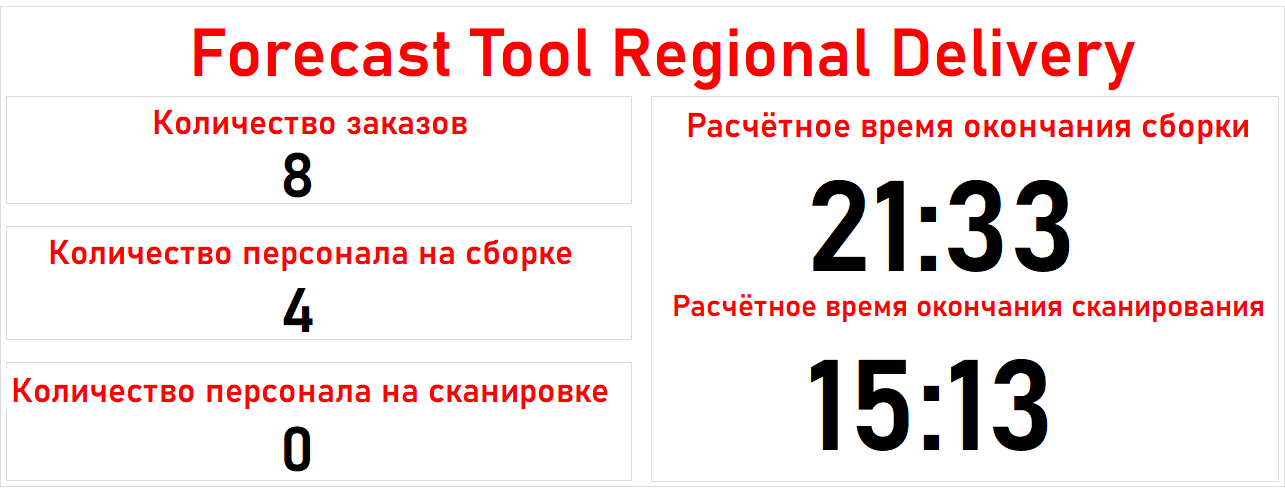 Forecast Tool Regional Delivery
Количество заказов
8
Количество персонала на сборке
4
Количество персонала на сканировке
0
Расчётное время окончания сборки
21:33
Расчётное время окончания сканирования
15:13